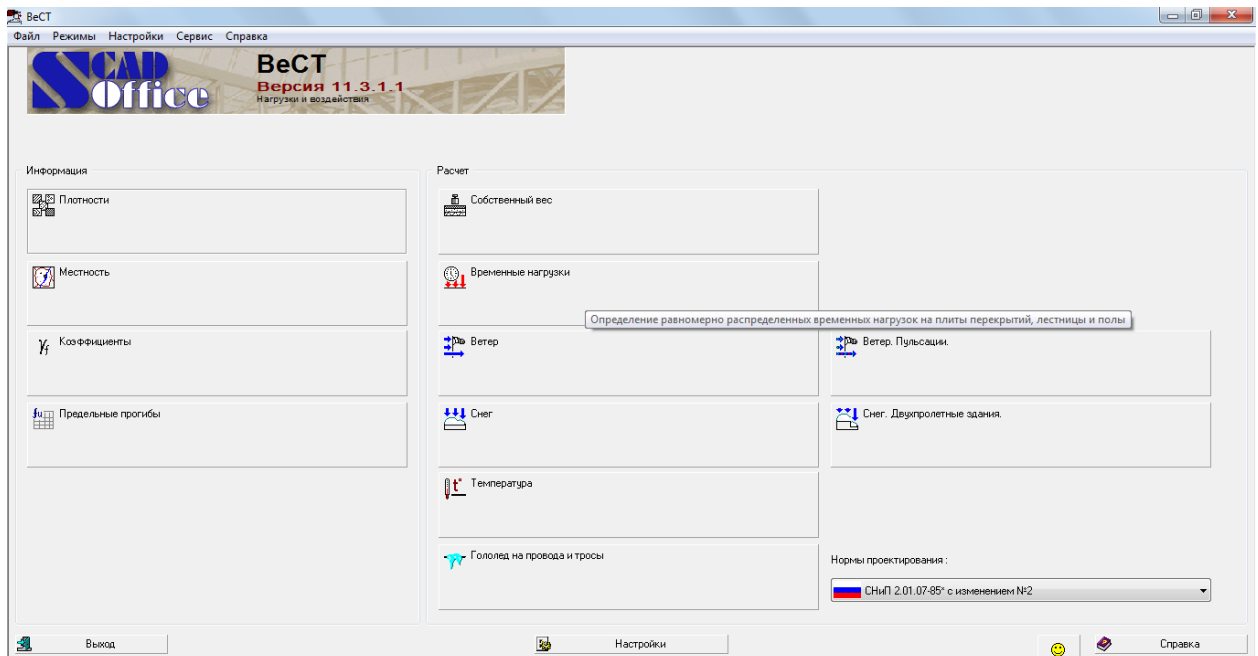 ВеСТ
Файл Режимы Настройки Сервис Справка
SCAD Office
ВеСТ
Версия 11.3.1.1
Нагрузки и воздействия
Информация
Плотности
Местность
γf Коэффициенты
fu Предельные прогибы
Расчет
Собственный вес
Временные нагрузки
Определение равномерно распределенных временных нагрузок на плиты перекрытий, лестницы и полы
Ветер
Ветер. Пульсации.
Снег
Снег. Двухпролетные здания.
t° Температура
Гололед на провода и тросы
Нормы проектирования :
СНиП 2.01.07-85* с изменением №2
Выход
Настройки
Справка